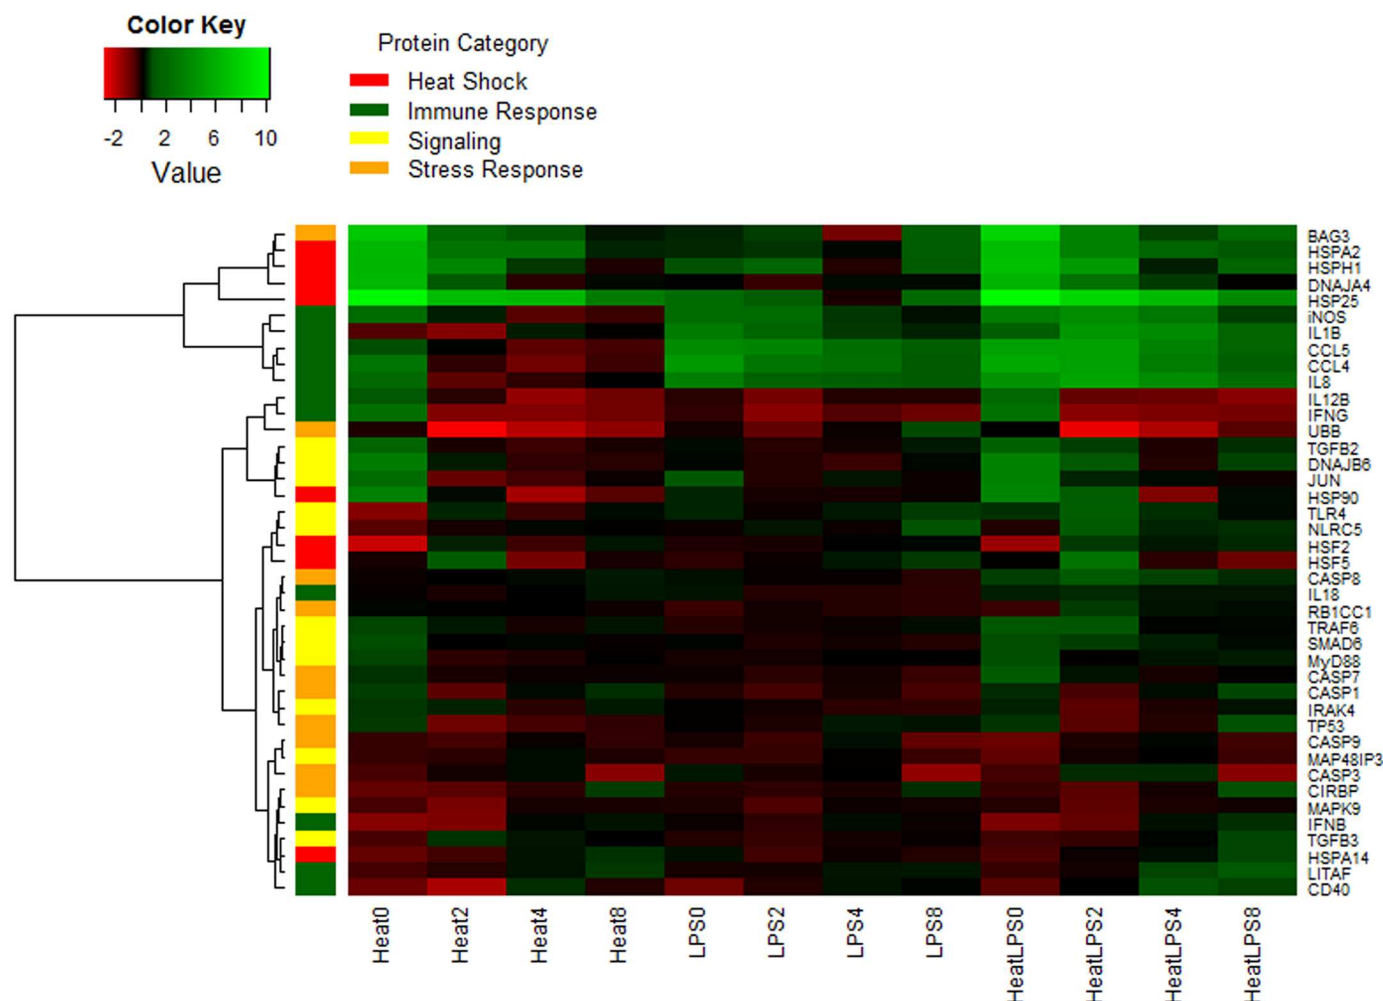 Color Key
-2 2 6 10
Value
Protein Category
Heat Shock
Immune Response
Signaling
Stress Response
BAG3
HSPA2
HSPH1
DNAJA4
HSP25
iNOS
IL1B
CCL5
CCL4
IL8
IL12B
IFNG
UBB
TGFB2
DNAJB6
JUN
HSP90
TLR4
NLRC5
HSF2
HSF5
CASP8
IL18
RB1CC1
TRAF6
SMAD6
MyD88
CASP7
CASP1
IRAK4
TP53
CASP9
MAP48IP3
CASP3
CIRBP
MAPK9
IFNB
TGFB3
HSPA14
LITAF
CD40
Heat0
Heat2
Heat4
Heat8
LPS0
LPS2
LPS4
LPS8
HeatLPS0
HeatLPS2
HeatLPS4
HeatLPS8